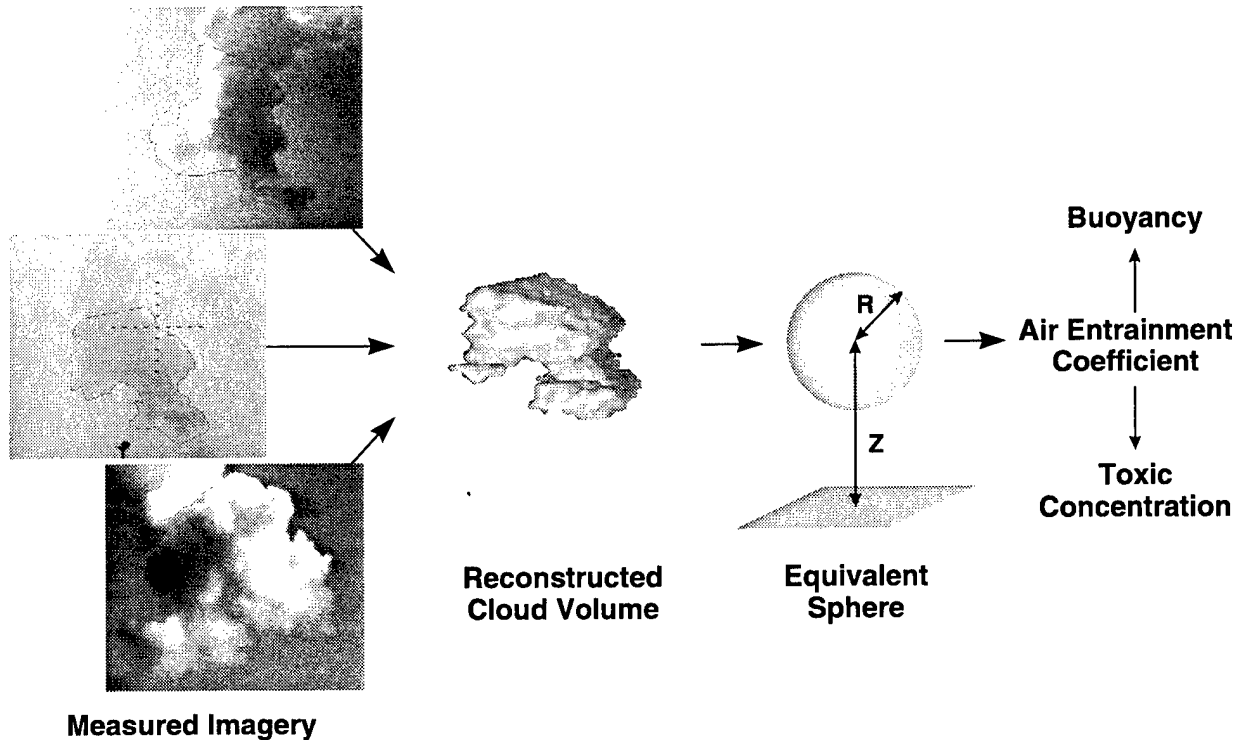 Measured Imagery
Reconstructed
Cloud Volume
R
Z
Equivalent
Sphere
Buoyancy
Air Entrainment
Coefficient
Toxic
Concentration